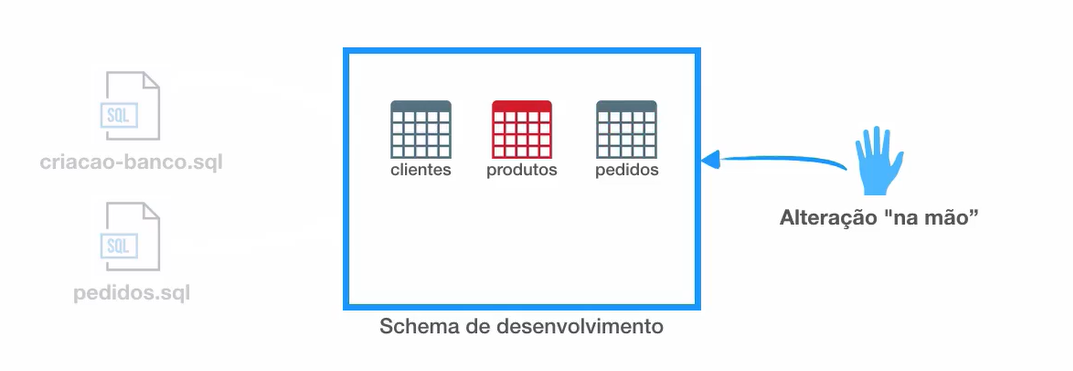 SQL
criacao-banco.sql
SQL
pedidos.sql
clientes
produtos
pedidos
Schema de desenvolvimento
Alteração "na mão”